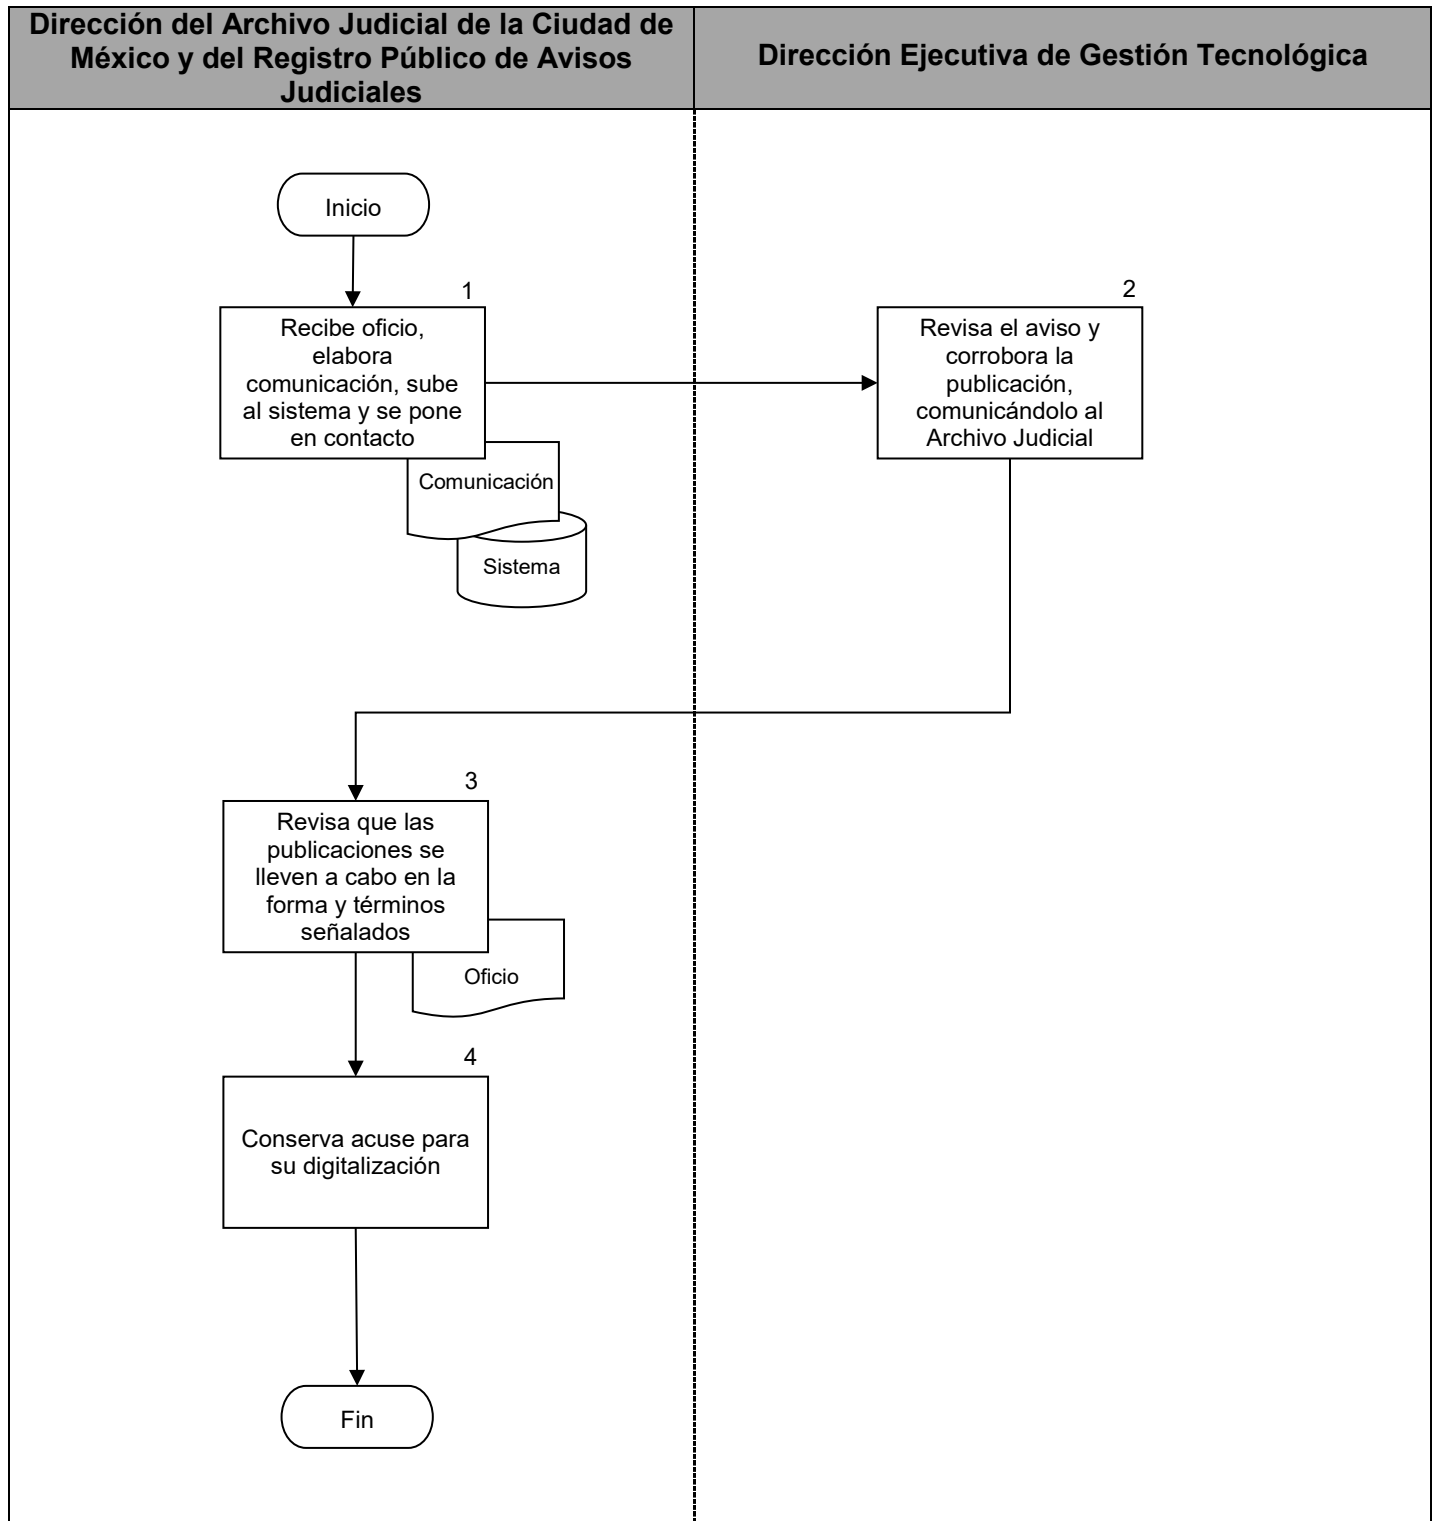 Dirección del Archivo Judicial de la Ciudad de
México y del Registro Público de Avisos
Judiciales
Dirección Ejecutiva de Gestión Tecnológica
Inicio
1
Recibe oficio,
elabora
comunicación, sube
al sistema y se pone
en contacto
Comunicación
Sistema
2
Revisa el aviso y
corrobora la
publicación,
comunicándolo al
Archivo Judicial
3
Revisa que las
publicaciones se
lleven a cabo en la
forma y términos
señalados
Oficio
4
Conserva acuse para
su digitalización
Fin